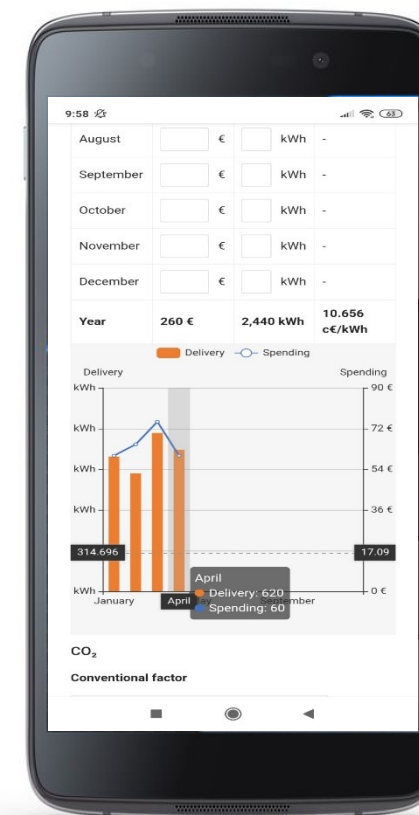 9:58
63
August € kWh -
September € kWh -
October € kWh -
November € kWh -
December € kWh -
Year 260 € 2,440 kWh 10.656
c€/kWh
Delivery Spending
Delivery Spending
kWh 90 €
kWh 72 €
kWh 54 €
kWh 36 €
314.696 17.09
April
Delivery: 620
Spending: 60
kWh 0 €
January April ay September
CO₂
Conventional factor